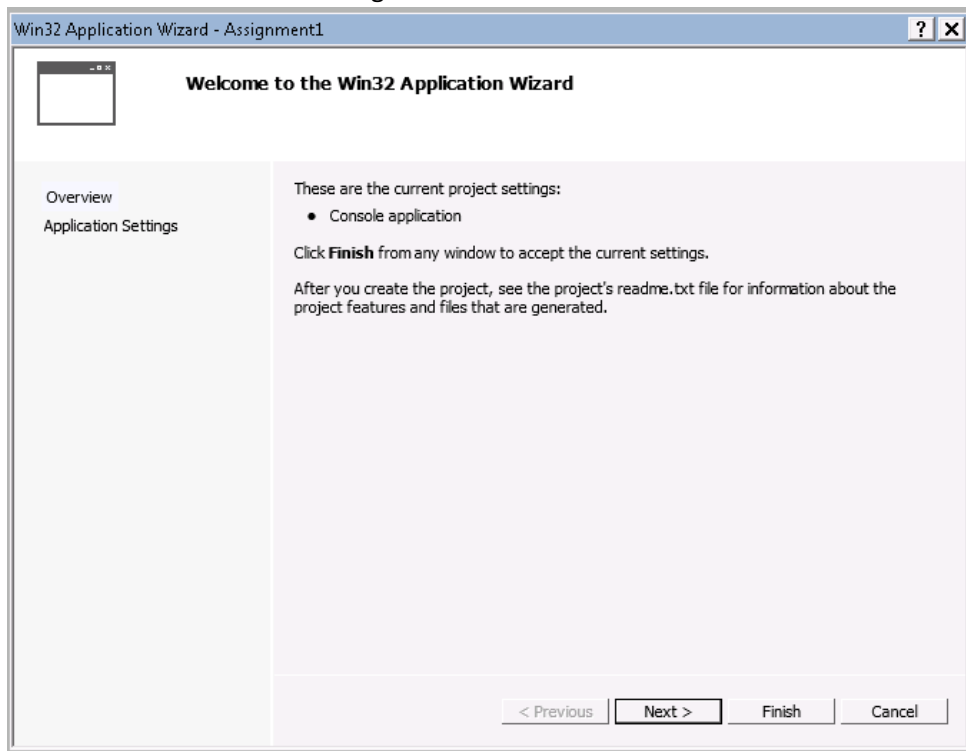 Win32 Application Wizard - Assignment1
Welcome to the Win32 Application Wizard
Overview
Application Settings
These are the current project settings:
• Console application
Click Finish from any window to accept the current settings.
After you create the project, see the project's readme.txt file for information about the
project features and files that are generated.
< Previous
Next >
Finish
Cancel